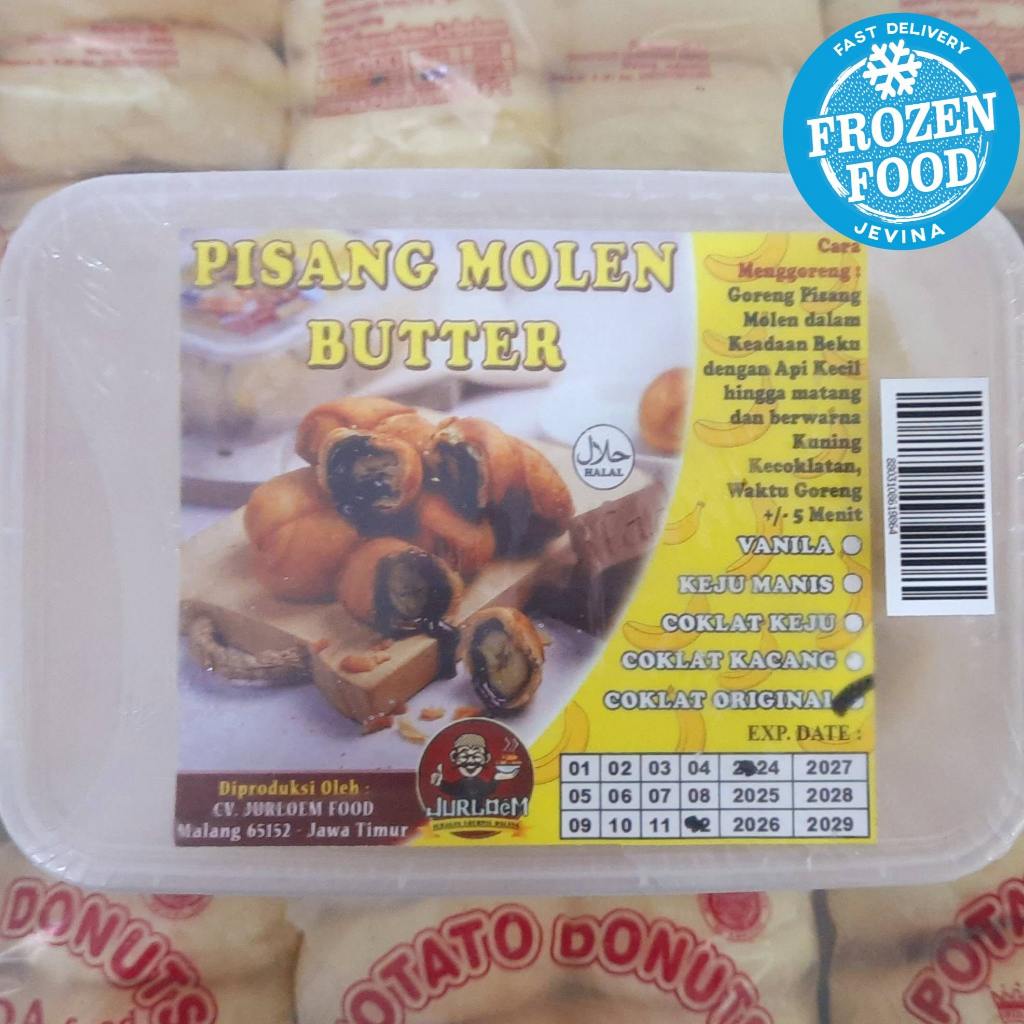 FAST DELIVERY
FROZEN
FOOD
JEVINA
PISANG MOLEN
BUTTER
حلال
HALAL
Cara
Menggoreng :
Goreng Pisang
Molen dalam
Keadaan Beku
dengan Api Kecil
hingga matang
dan berwarna
Kuning
Kecoklatan,
Waktu Goreng
+/- 5 Menit
VANILA
KEJU MANIS
COKLAT KEJU
COKLAT KACANG
COKLAT ORIGINAL
EXP. DATE :
01 02 03 04 2024 2027
05 06 07 08 2025 2028
09 10 11 12 2026 2029
Diproduksi Oleh :
CV. JURLOEM FOOD
Malang 65152 - Jawa Timur
JURLOeM
DONUTS
POTATO DONUTS
POTA